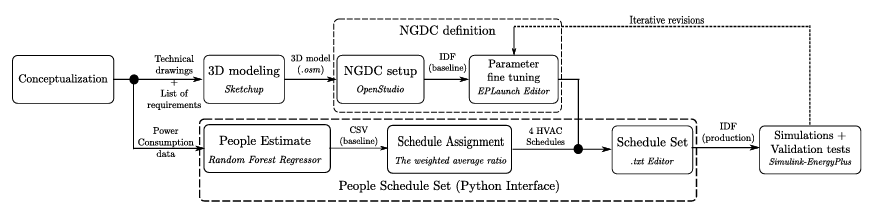 Iterative revisions
NGDC definition
Conceptualization
Technical
drawings
+
List of
requirements
3D modeling
Sketchup
3D model
(.osm)
NGDC setup
OpenStudio
IDF
(baseline)
Parameter
fine tuning
EPLaunch Editor
Power
Consumption
data
People Estimate
Random Forest Regressor
CSV
(baseline)
Schedule Assignment
The weighted average ratio
4 HVAC
Schedules
Schedule Set
.txt Editor
IDF
(production)
Simulations +
Validation tests
Simulink-EnergyPlus
People Schedule Set (Python Interface)